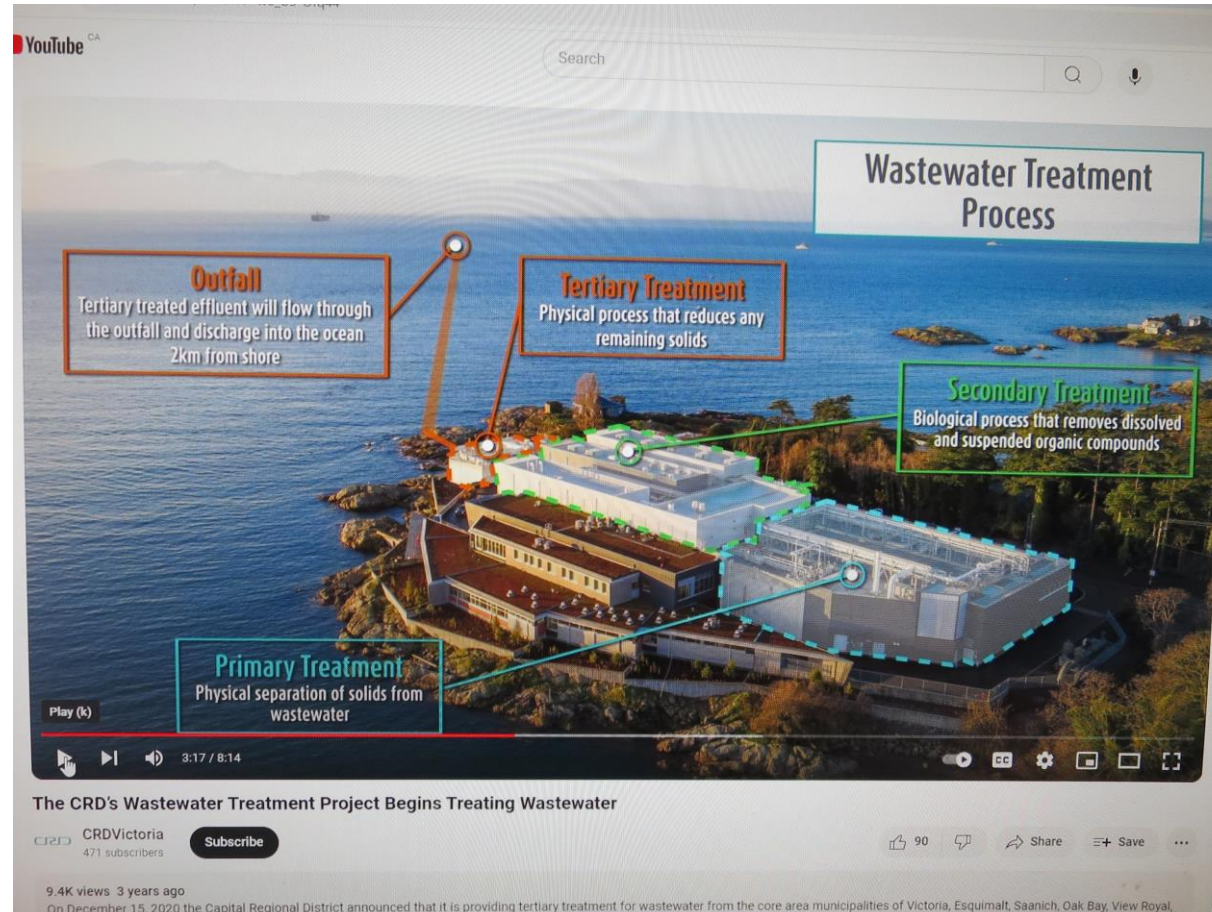 YouTube CA
Search
Wastewater Treatment
Process
Outfall
Tertiary treated effluent will flow through
the outfall and discharge into the ocean
2km from shore
Tertiary Treatment
Physical process that reduces any
remaining solids
Secondary Treatment
Biological process that removes dissolved
and suspended organic compounds
Primary Treatment
Physical separation of solids from
wastewater
Play (k)
3:17 / 8:14
CC
The CRD's Wastewater Treatment Project Begins Treating Wastewater
CRD
CRDVictoria
471 subscribers
Subscribe
90
Share
Save
9.4K views 3 years ago
On December 15, 2020 the Capital Regional District announced that it is providing tertiary treatment for wastewater from the core area municipalities of Victoria, Esquimalt, Saanich, Oak Bay, View Royal,